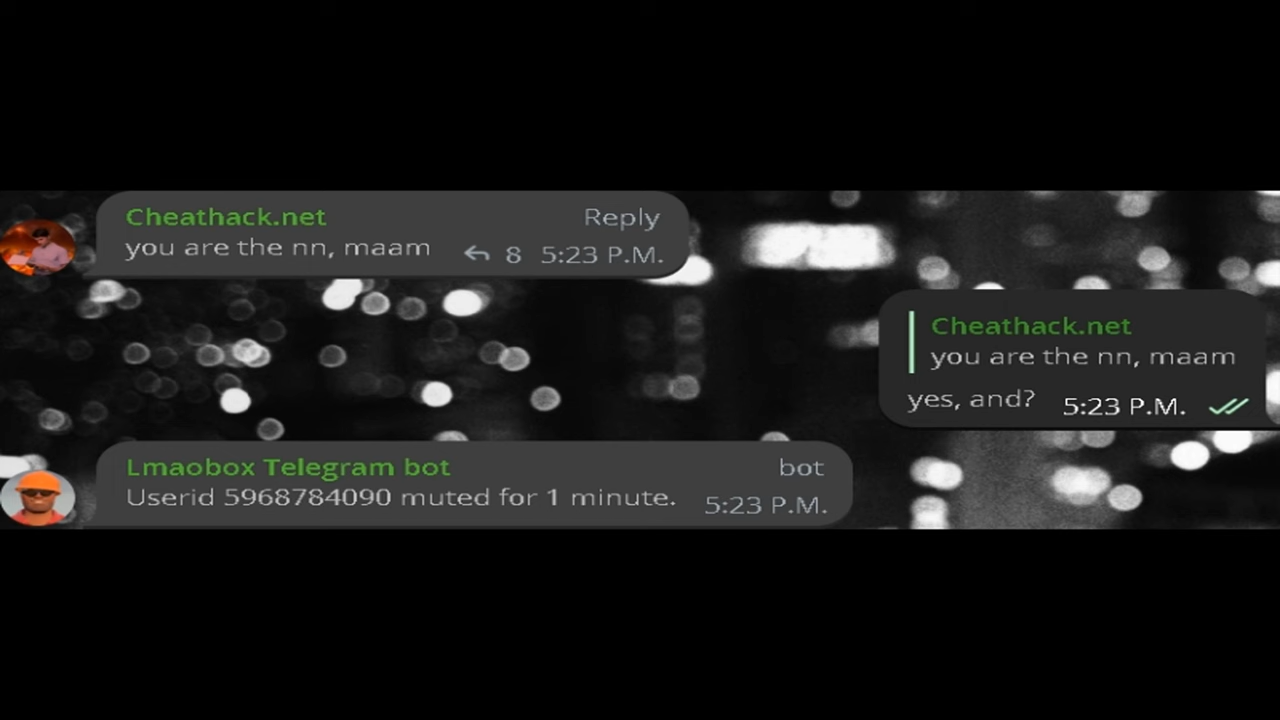 Cheathack.net Reply
you are the nn, maam 8 5:23 P.M.
Cheathack.net
you are the nn, maam
yes, and? 5:23 P.M.
Lmaobox Telegram bot bot
Userid 5968784090 muted for 1 minute. 5:23 P.M.